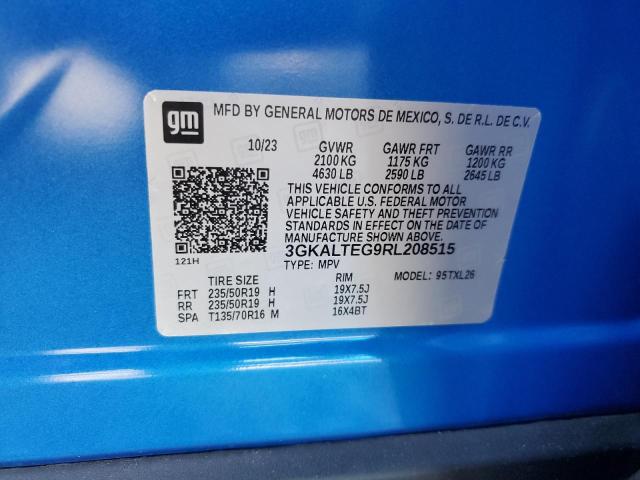 gm
MFD BY GENERAL MOTORS DE MEXICO, S. DE R.L. DE C.V.
10/23 GVWR GAWR FRT GAWR RR
2100 KG 1175 KG 1200 KG
4630 LB 2590 LB 2645 LB
THIS VEHICLE CONFORMS TO ALL
APPLICABLE U.S. FEDERAL MOTOR
VEHICLE SAFETY AND THEFT PREVENTION
STANDARDS IN EFFECT ON THE DATE OF
MANUFACTURE SHOWN ABOVE.
121H 3GKALTEG9RL208515
TYPE: MPV MODEL: 95TXL26
TIRE SIZE RIM
FRT 235/50R19 H 19X7.5J
RR 235/50R19 H 19X7.5J
SPA T135/70R16 M 16X4BT